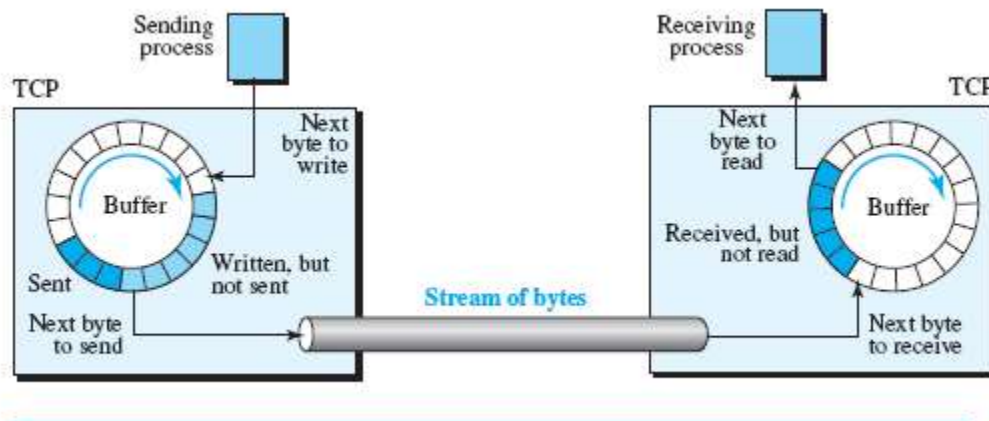 Sending
process
TCP
Next
byte to
write
Buffer
Sent
Written, but
not sent
Next byte
to send
Stream of bytes
Receiving
process
TCP
Next
byte to
read
Buffer
Received, but
not read
Next byte
to receive